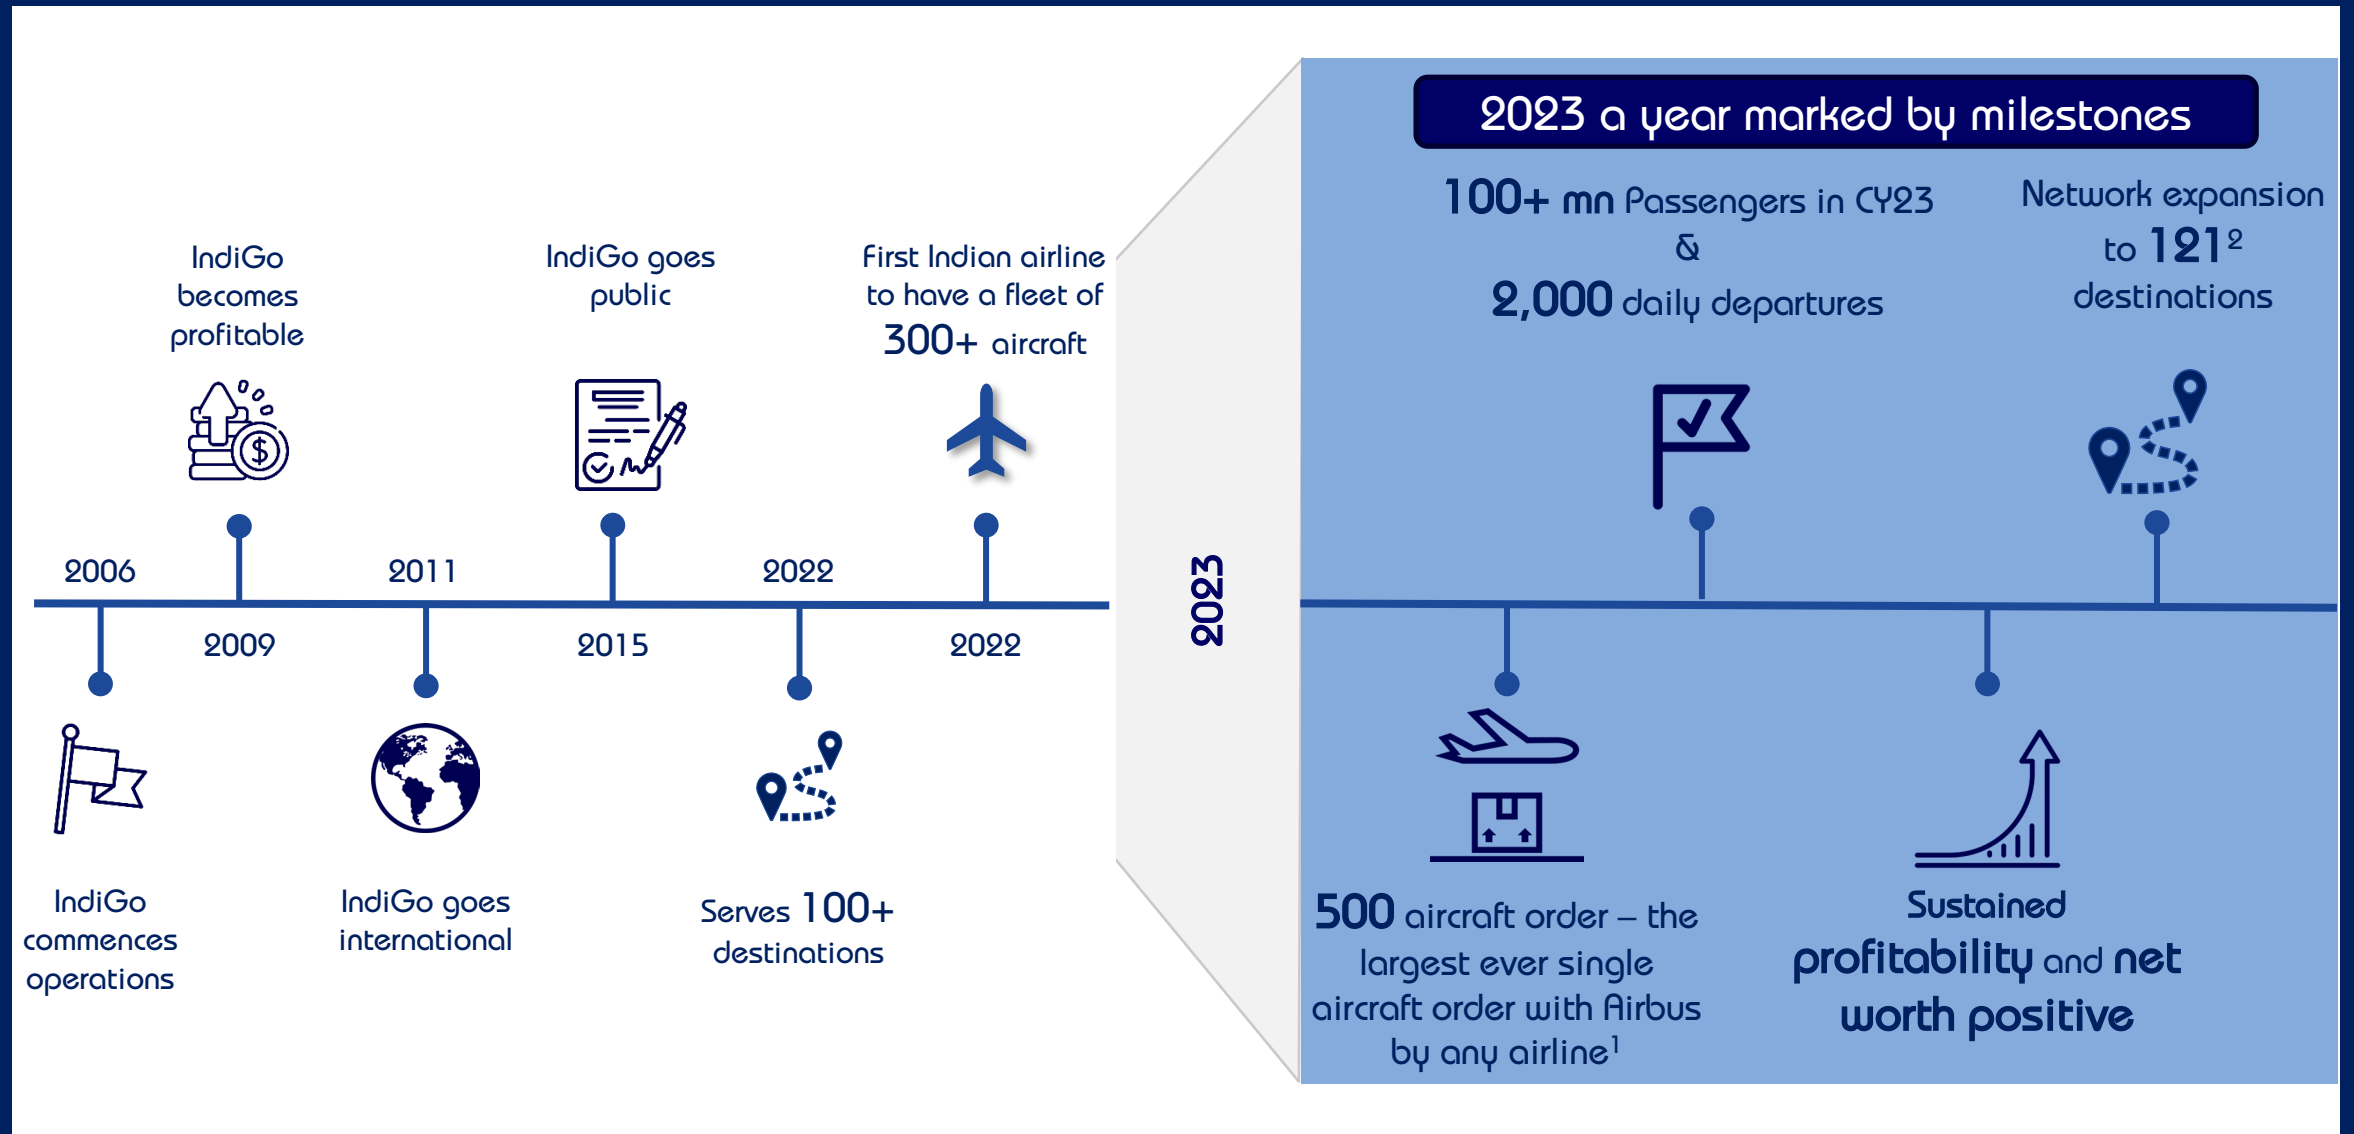 2023 a year marked by milestones
100+ mn Passengers in CY23
&
2,000 daily departures
Network expansion
to 121²
destinations
IndiGo
becomes
profitable
IndiGo goes
public
First Indian airline
to have a fleet of
300+ aircraft
$
2006
2011
2022
2009
2015
2022
2023
IndiGo
commences
operations
IndiGo goes
international
Serves 100+
destinations
500 aircraft order – the
largest ever single
aircraft order with Airbus
by any airline¹
Sustained
profitability and net
worth positive